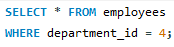 SELECT * FROM employees
WHERE department_id = 4;